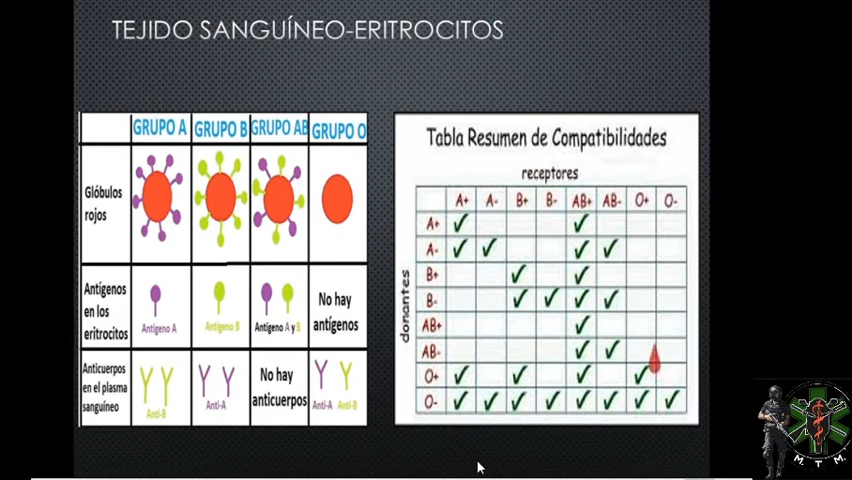 TEJIDO SANGUÍNEO-ERITROCITOS
GRUPO A GRUPO B GRUPO AB GRUPO O
Glóbulos
rojos
Antígenos
en los
eritrocitos
Antígeno A
Antígeno B
Antígeno A y B
No hay
antígenos
Anticuerpos
en el plasma
sanguíneo
Anti-B
Anti-A
No hay
anticuerpos
Anti-A Anti-B
Tabla Resumen de Compatibilidades
receptores
A+ A- B+ B- AB+ AB- O+ O-
donantes
A+
A-
B+
B-
AB+
AB-
O+
O-
M. T. M.